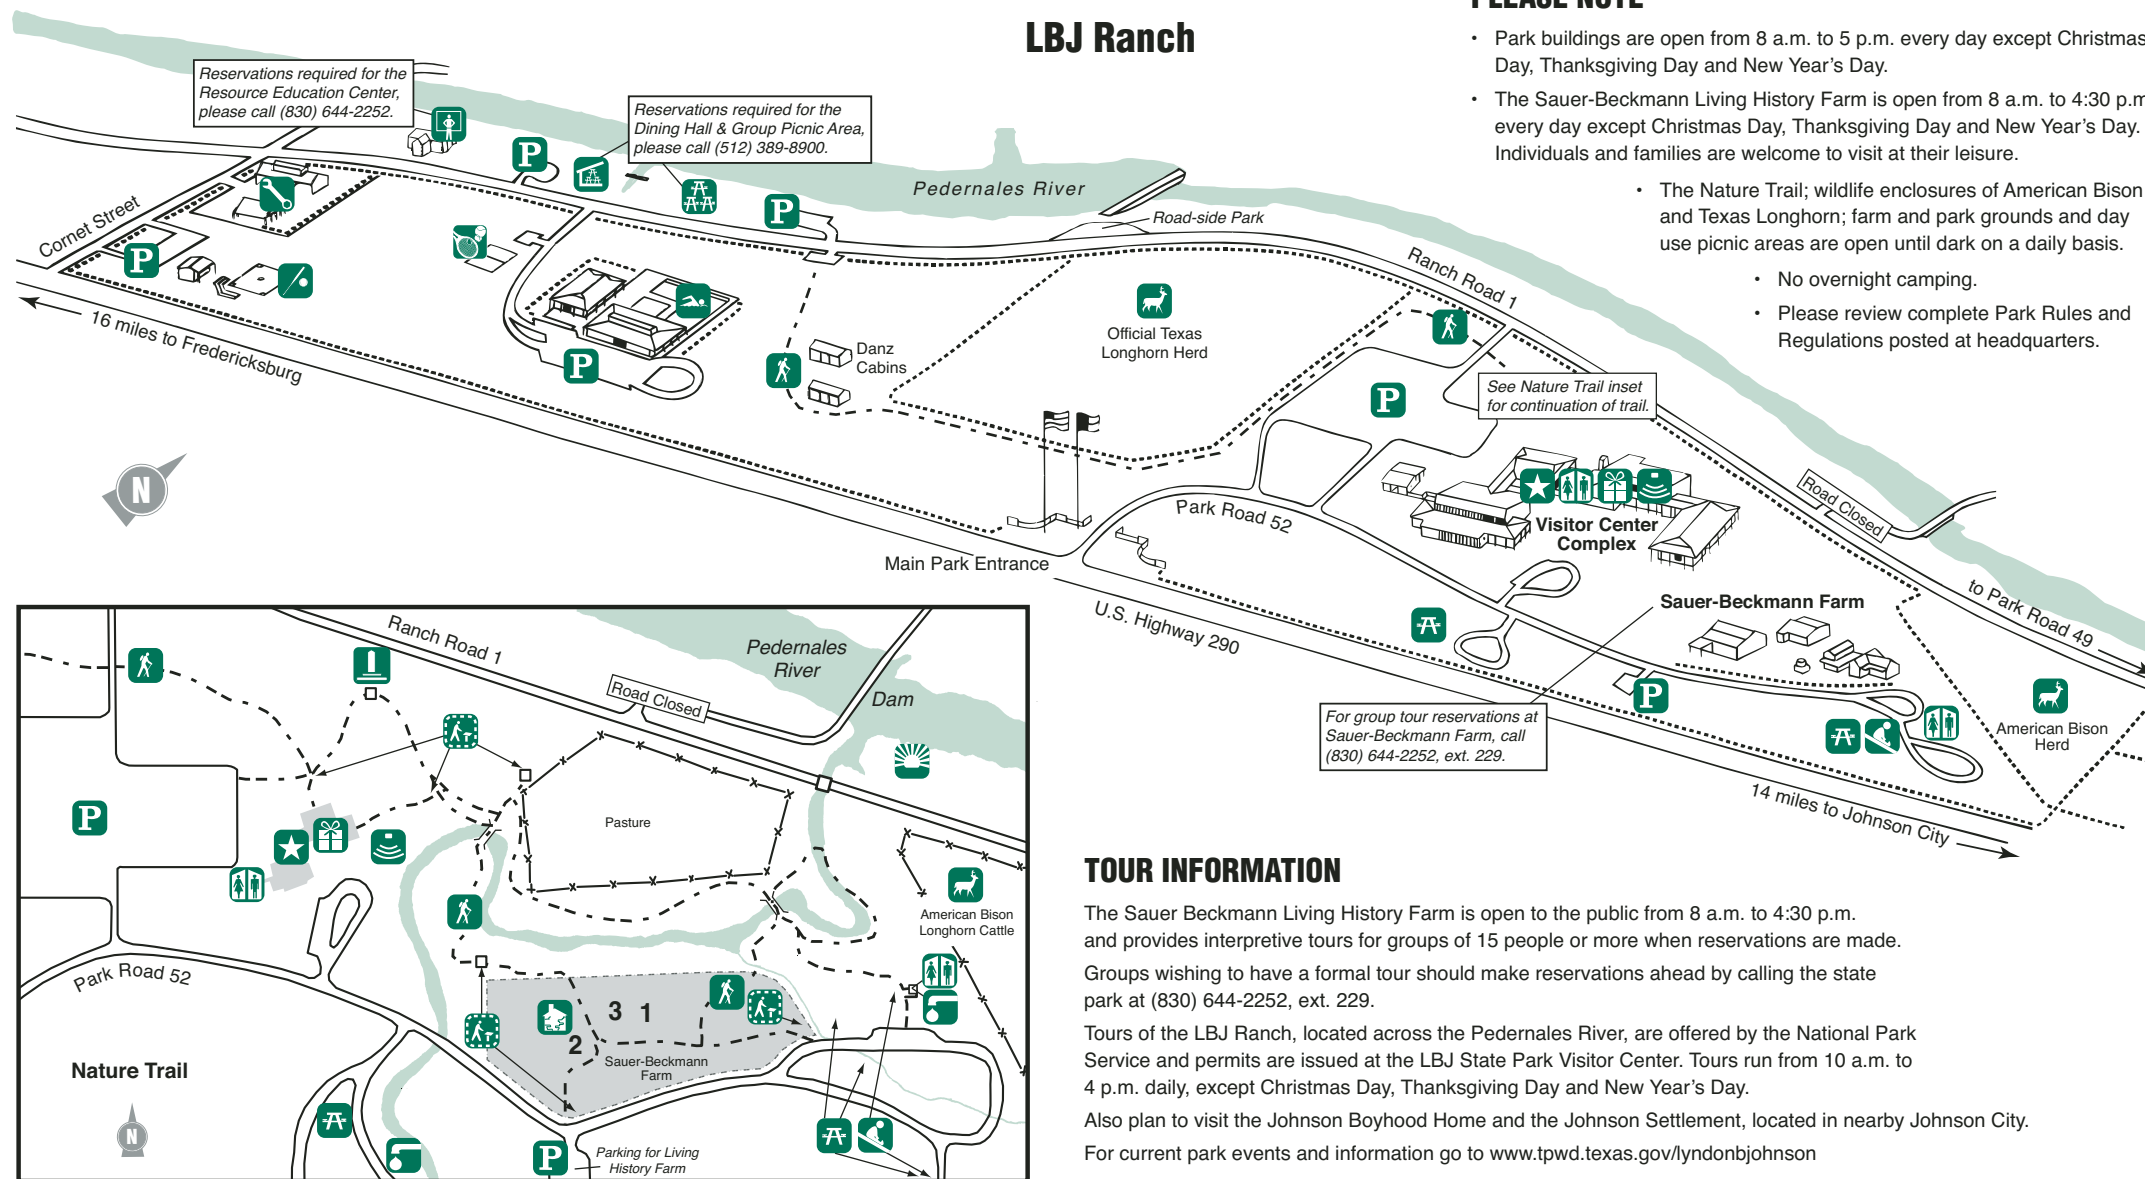 LBJ Ranch
PLEASE NOTE
• Park buildings are open from 8 a.m. to 5 p.m. every day except Christmas
Day, Thanksgiving Day and New Year’s Day.
• The Sauer-Beckmann Living History Farm is open from 8 a.m. to 4:30 p.m
every day except Christmas Day, Thanksgiving Day and New Year’s Day.
Individuals and families are welcome to visit at their leisure.
• The Nature Trail; wildlife enclosures of American Bison
and Texas Longhorn; farm and park grounds and day
use picnic areas are open until dark on a daily basis.
• No overnight camping.
• Please review complete Park Rules and
Regulations posted at headquarters.
Reservations required for the
Resource Education Center,
please call (830) 644-2252.
Reservations required for the
Dining Hall & Group Picnic Area,
please call (512) 389-8900.
P
P
Pedernales River
Road-side Park
Cornet Street
P
Ranch Road 1
16 miles to Fredericksburg
P
Danz
Cabins
Official Texas
Longhorn Herd
P
See Nature Trail inset
for continuation of trail.
N
Park Road 52
Visitor Center
Complex
Road Closed
Main Park Entrance
U.S. Highway 290
Sauer-Beckmann Farm
to Park Road 49
P
For group tour reservations at
Sauer-Beckmann Farm, call
(830) 644-2252, ext. 229.
American Bison
Herd
14 miles to Johnson City
Ranch Road 1
Pedernales
River
Dam
Road Closed
P
Pasture
American Bison
Longhorn Cattle
Park Road 52
3 1
2
Sauer-Beckmann
Farm
Nature Trail
N
P
Parking for Living
History Farm
TOUR INFORMATION
The Sauer Beckmann Living History Farm is open to the public from 8 a.m. to 4:30 p.m.
and provides interpretive tours for groups of 15 people or more when reservations are made.
Groups wishing to have a formal tour should make reservations ahead by calling the state
park at (830) 644-2252, ext. 229.
Tours of the LBJ Ranch, located across the Pedernales River, are offered by the National Park
Service and permits are issued at the LBJ State Park Visitor Center. Tours run from 10 a.m. to
4 p.m. daily, except Christmas Day, Thanksgiving Day and New Year’s Day.
Also plan to visit the Johnson Boyhood Home and the Johnson Settlement, located in nearby Johnson City.
For current park events and information go to www.tpwd.texas.gov/lyndonbjohnson